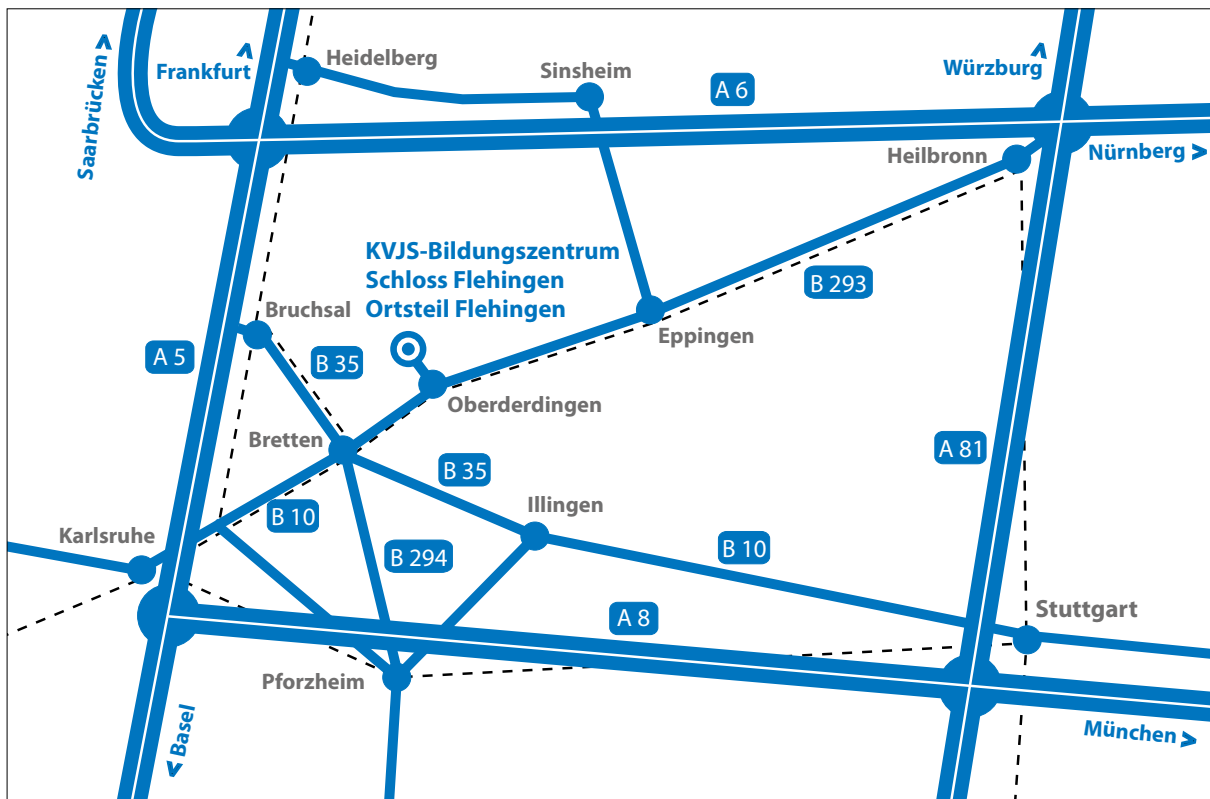 Saarbrücken >
Frankfurt >
Heidelberg
Sinsheim
A 6
Würzburg >
Heilbronn
Nürnberg >
KVJS-Bildungszentrum
Schloss Flehingen
Ortsteil Flehingen
B 293
Bruchsal
Eppingen
A 5
B 35
Oberderdingen
Bretten
A 81
B 35
Illingen
B 10
Karlsruhe
B 294
B 10
A 8
Stuttgart
Pforzheim
< Basel
München >